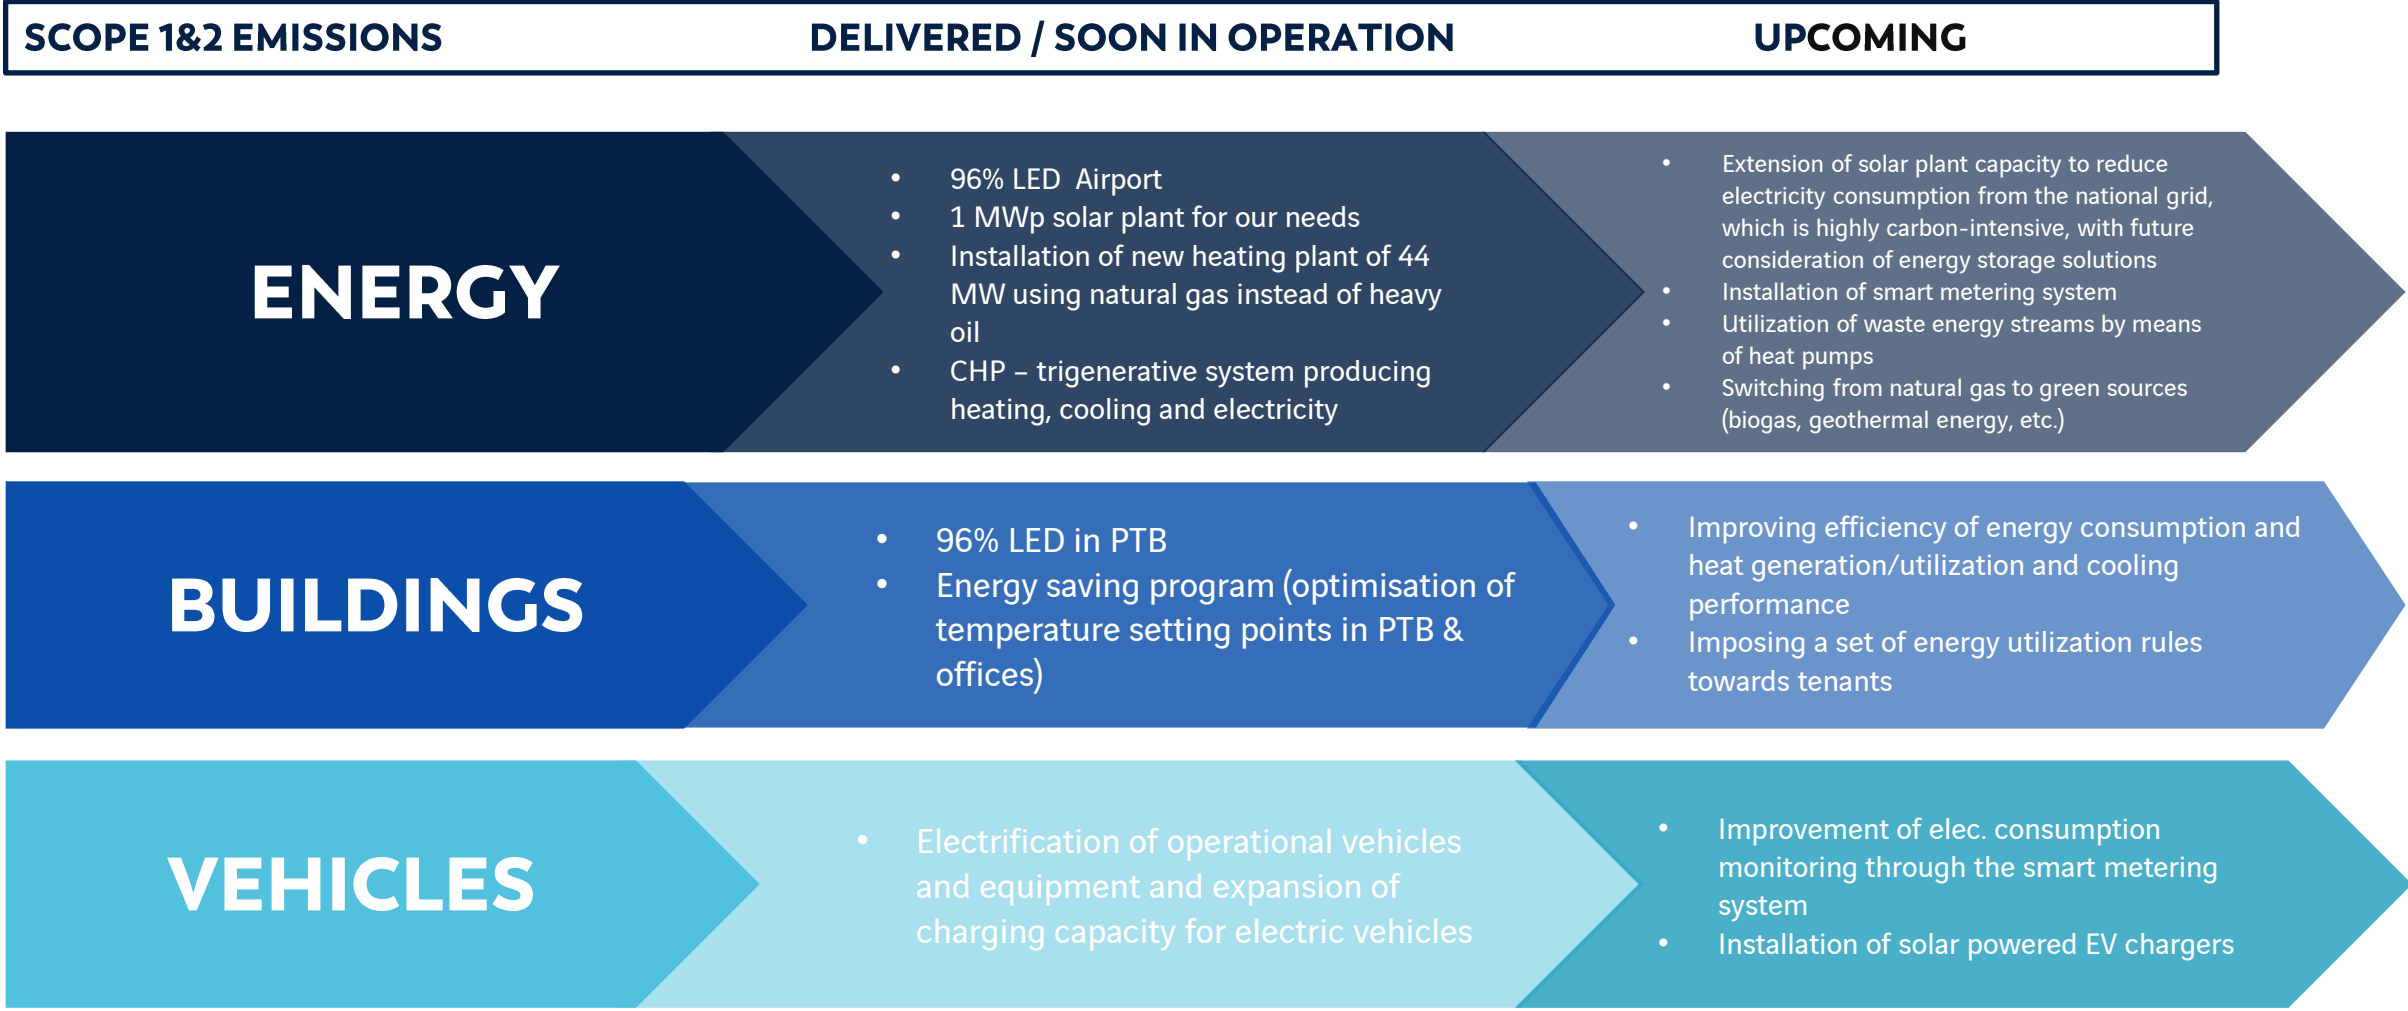 SCOPE 1&2 EMISSIONS
DELIVERED / SOON IN OPERATION
UPCOMING
ENERGY
• 96% LED  Airport
• 1 MWp solar plant for our needs
• Installation of new heating plant of 44
MW using natural gas instead of heavy
oil
• CHP – trigenerative system producing
heating, cooling and electricity
• Extension of solar plant capacity to reduce
electricity consumption from the national grid,
which is highly carbon-intensive, with future
consideration of energy storage solutions
• Installation of smart metering system
• Utilization of waste energy streams by means
of heat pumps
• Switching from natural gas to green sources
(biogas, geothermal energy, etc.)
BUILDINGS
• 96% LED in PTB
• Energy saving program (optimisation of
temperature setting points in PTB &
offices)
• Improving efficiency of energy consumption and
heat generation/utilization and cooling
performance
• Imposing a set of energy utilization rules
towards tenants
VEHICLES
• Electrification of operational vehicles
and equipment and expansion of
charging capacity for electric vehicles
• Improvement of elec. consumption
monitoring through the smart metering
system
• Installation of solar powered EV chargers